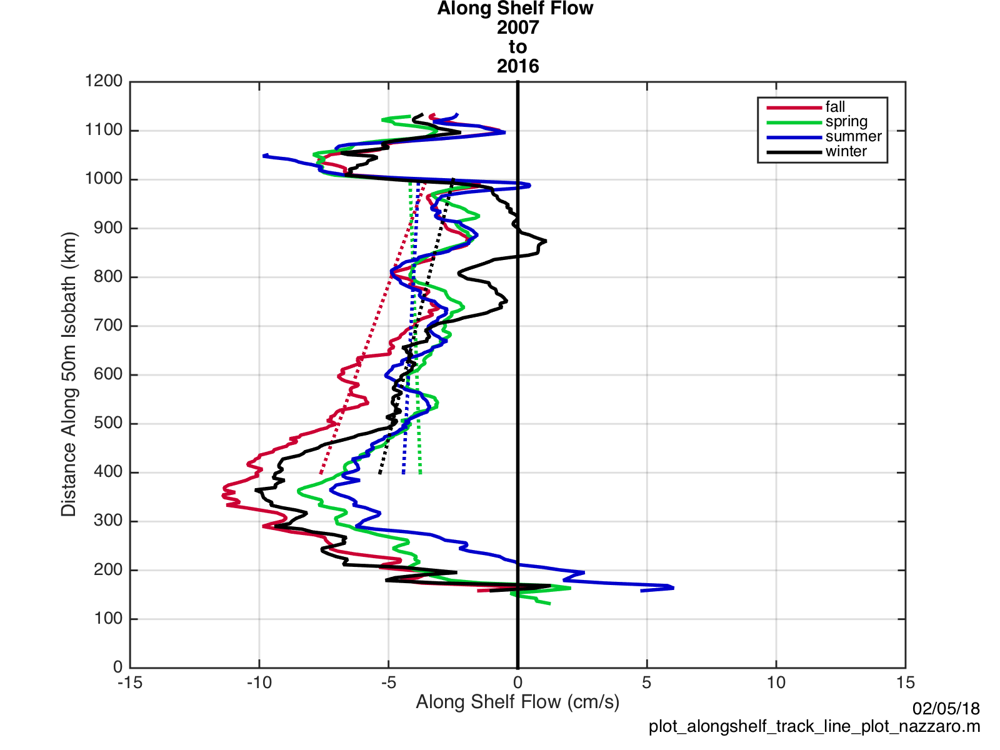 Along Shelf Flow
2007
to
2016
1200
1100
1000
900
800
700
600
500
400
300
200
100
0
Distance Along 50m Isobath (km)
fall
spring
summer
winter
-15 -10 -5 0 5 10 15
Along Shelf Flow (cm/s)
02/05/18
plot_alongshelf_track_line_plot_nazzaro.m